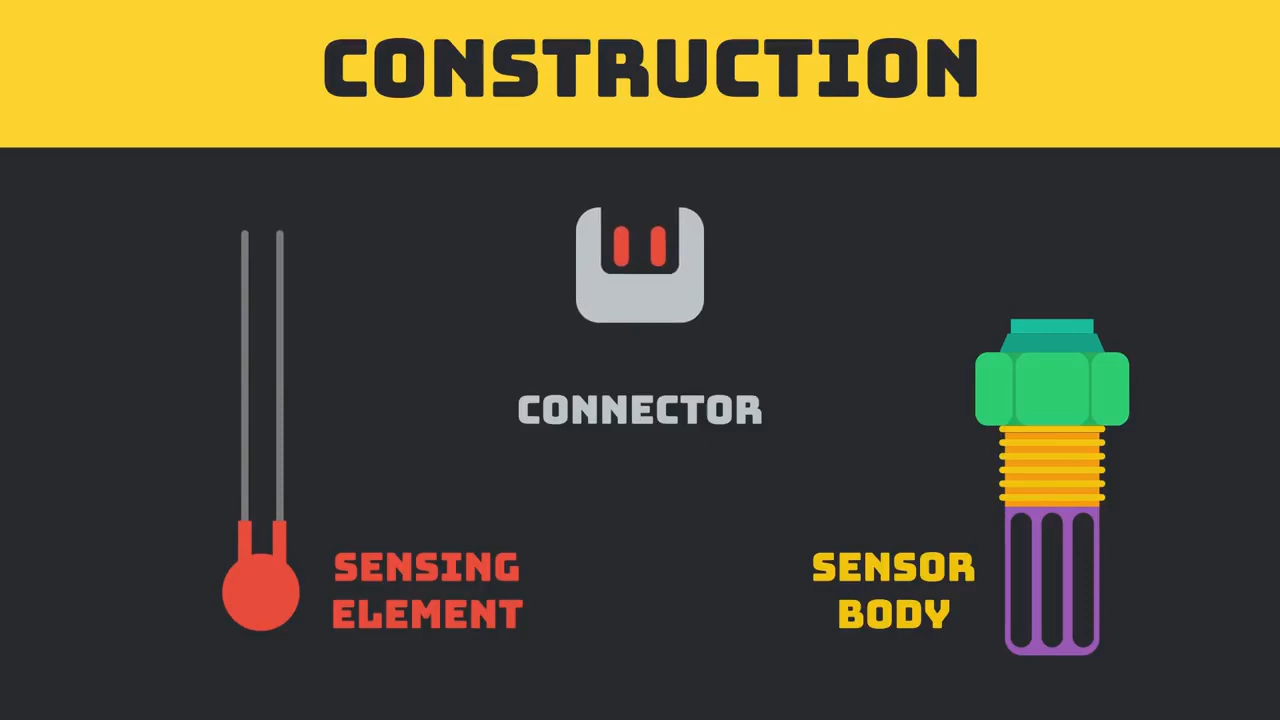 CONSTRUCTION
CONNECTOR
SENSING
ELEMENT
SENSOR
BODY